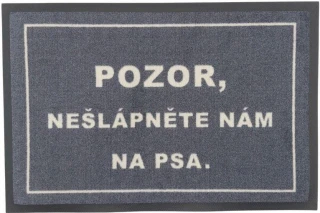 POZOR,
NEŠLÁPNĚTE NÁM
NA PSA.